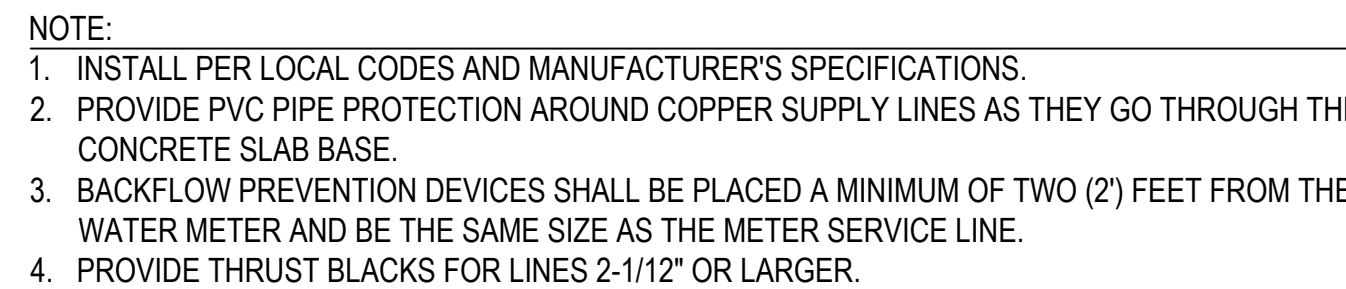 NOTE:
1. INSTALL PER LOCAL CODES AND MANUFACTURER'S SPECIFICATIONS.
2. PROVIDE PVC PIPE PROTECTION AROUND COPPER SUPPLY LINES AS THEY GO THROUGH THE
CONCRETE SLAB BASE.
3. BACKFLOW PREVENTION DEVICES SHALL BE PLACED A MINIMUM OF TWO (2') FEET FROM THE
WATER METER AND BE THE SAME SIZE AS THE METER SERVICE LINE.
4. PROVIDE THRUST BLACKS FOR LINES 2-1/12" OR LARGER.